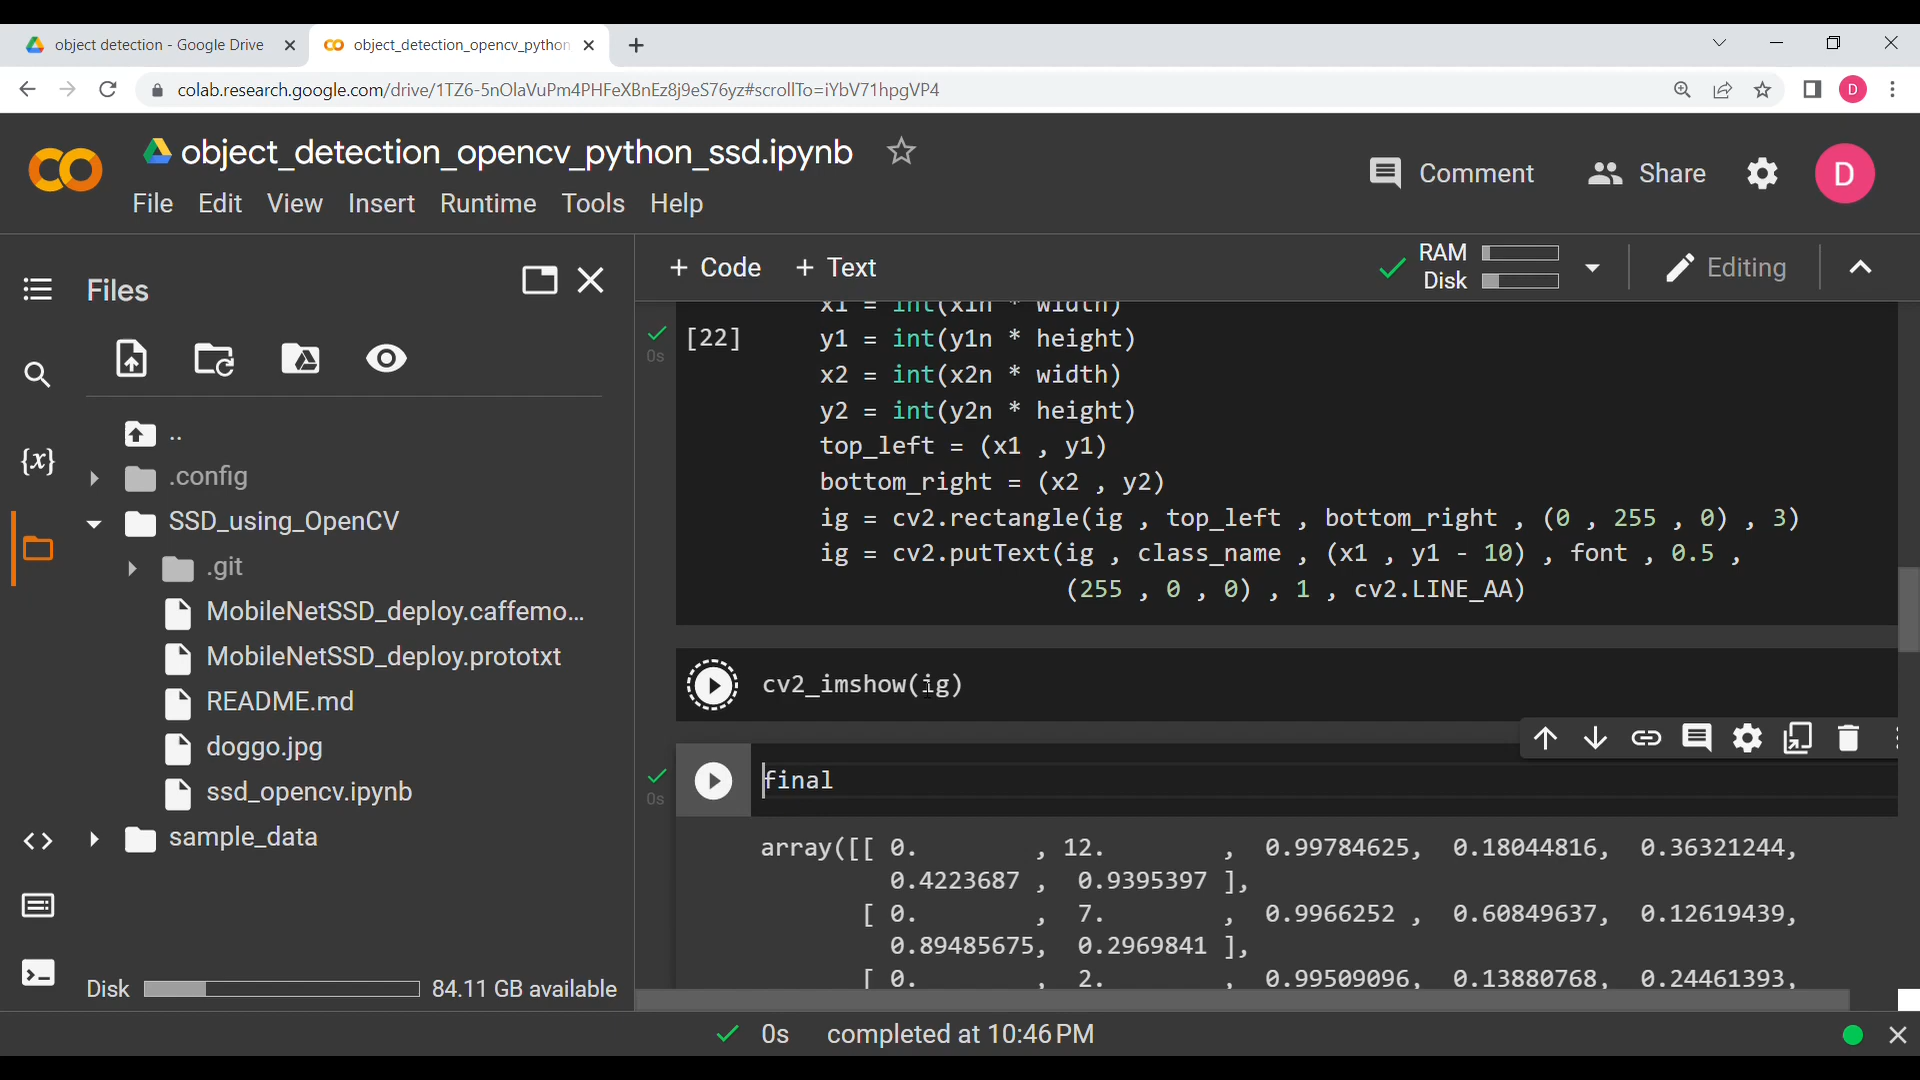 object detection - Google Drive
object_detection_opencv_python
colab.research.google.com/drive/1TZ6-5nOlaVuPm4PHFeXBnEz8j9eS76yz#scrollTo=iYbV71hpgVP4
D
object_detection_opencv_python_ssd.ipynb
Comment
Share
D
File Edit View Insert Runtime Tools Help
Files
+ Code + Text
RAM
Disk
Editing
..
.config
SSD_using_OpenCV
.git
MobileNetSSD_deploy.caffemo...
MobileNetSSD_deploy.prototxt
README.md
doggo.jpg
ssd_opencv.ipynb
sample_data
Disk
84.11 GB available
{x}
x1 = int(x1n * width)
[22]
0s
y1 = int(y1n * height)
x2 = int(x2n * width)
y2 = int(y2n * height)
top_left = (x1 , y1)
bottom_right = (x2 , y2)
ig = cv2.rectangle(ig , top_left , bottom_right , (0 , 255 , 0) , 3)
ig = cv2.putText(ig , class_name , (x1 , y1 - 10) , font , 0.5 ,
(255 , 0 , 0) , 1 , cv2.LINE_AA)
cv2_imshow(ig)
0s
final
array([[ 0. , 12. , 0.99784625, 0.18044816, 0.36321244,
0.4223687 , 0.9395397 ],
[ 0. , 7. , 0.9966252 , 0.60849637, 0.12619439,
0.89485675, 0.2969841 ],
[ 0. , 2. , 0.99509096, 0.13880768, 0.24461393,
0s completed at 10:46 PM